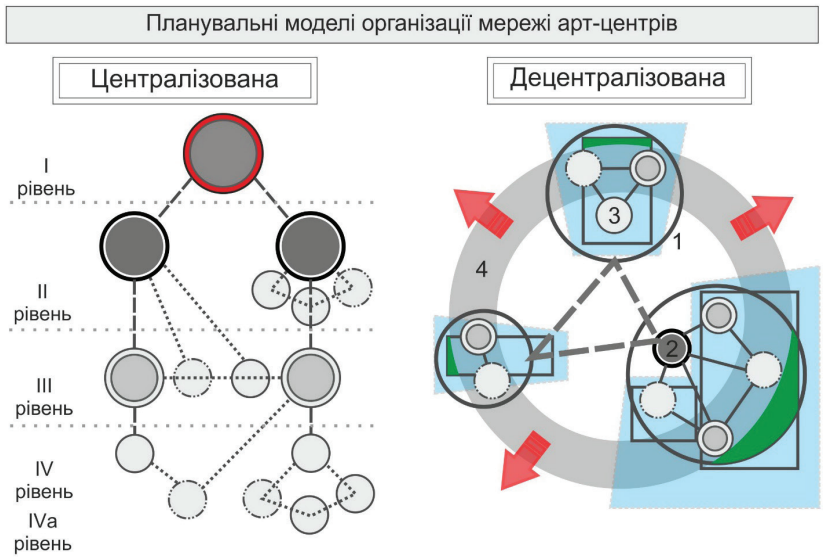 Планувальні моделі організації мережі арт-центрів
Централізована
Децентралізована
I
рівень
II
рівень
III
рівень
IV
рівень
IVa
рівень
3
1
4
2